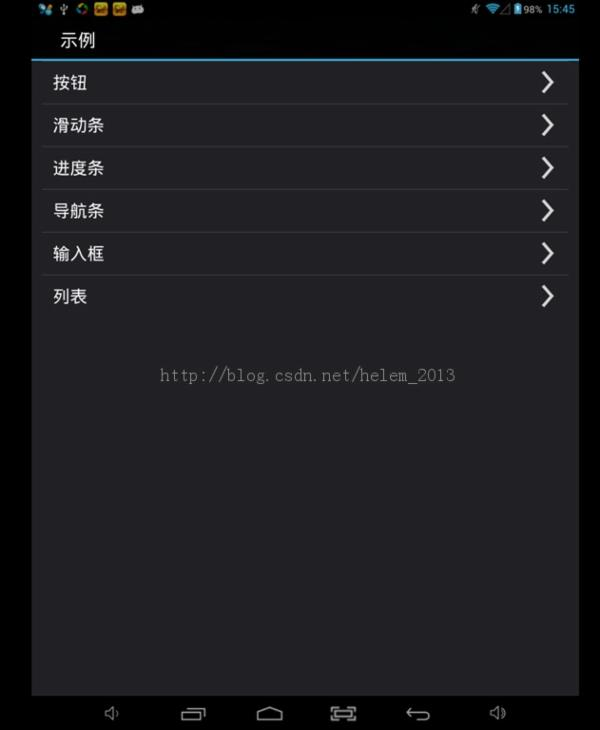 98% 15:45
示例
按钮
滑动条
进度条
导航条
输入框
列表
http://blog.csdn.net/helem_2013